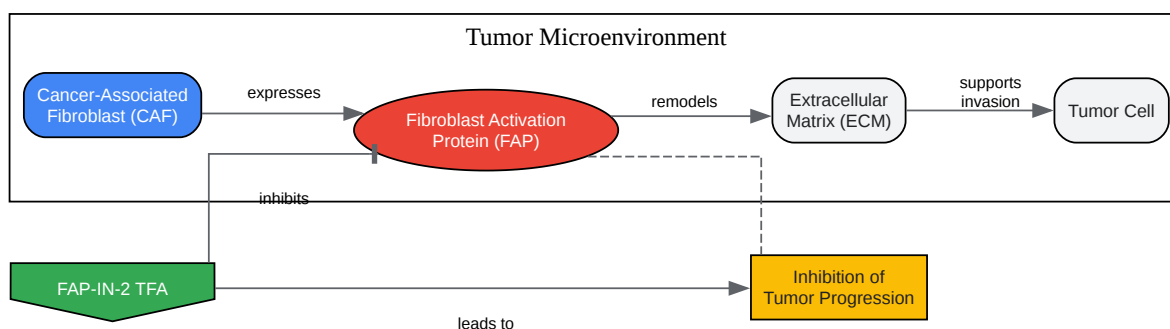 Tumor Microenvironment
Cancer-Associated
Fibroblast (CAF)
expresses
Fibroblast Activation
Protein (FAP)
remodels
Extracellular
Matrix (ECM)
supports
invasion
Tumor Cell
inhibits
FAP-IN-2 TFA
leads to
Inhibition of
Tumor Progression